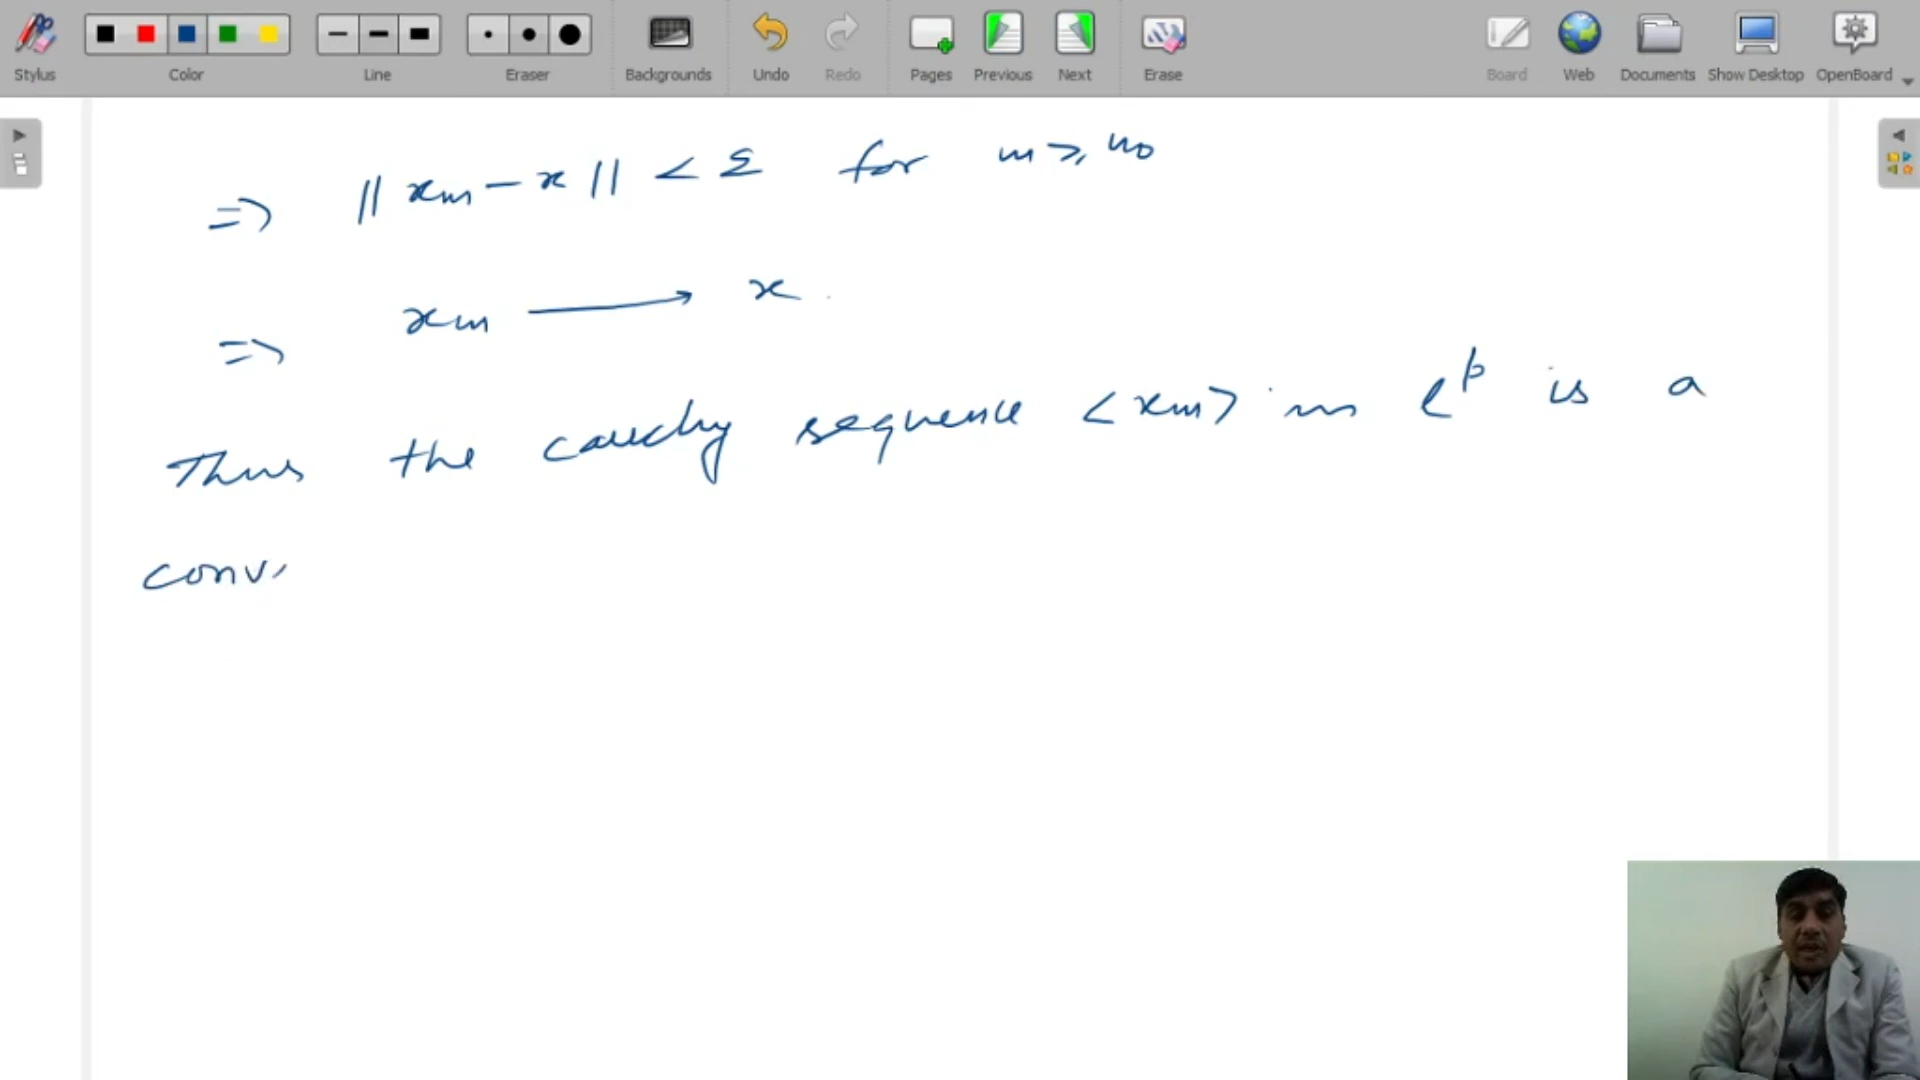 Stylus Color Line Eraser Backgrounds Undo Redo Pages Previous Next Erase Board Web Documents Show Desktop OpenBoard
=> || xm - x || < Σ for m ≥ n0
=> xm ⟶ x
Thus the cauchy sequence <xm> in lᵖ is a
conv